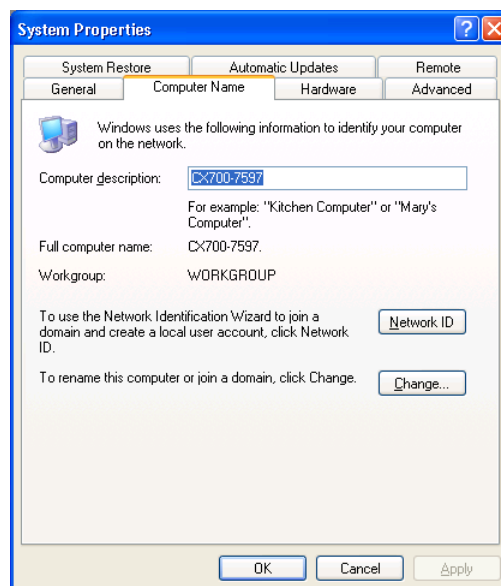 System Properties
System Restore Automatic Updates Remote
General Computer Name Hardware Advanced
Windows uses the following information to identify your computer
on the network.
Computer description: CX700-7597
For example: "Kitchen Computer" or "Mary's
Computer".
Full computer name: CX700-7597.
Workgroup: WORKGROUP
To use the Network Identification Wizard to join a
domain and create a local user account, click Network
ID.
Network ID
To rename this computer or join a domain, click Change.
Change...
OK Cancel Apply